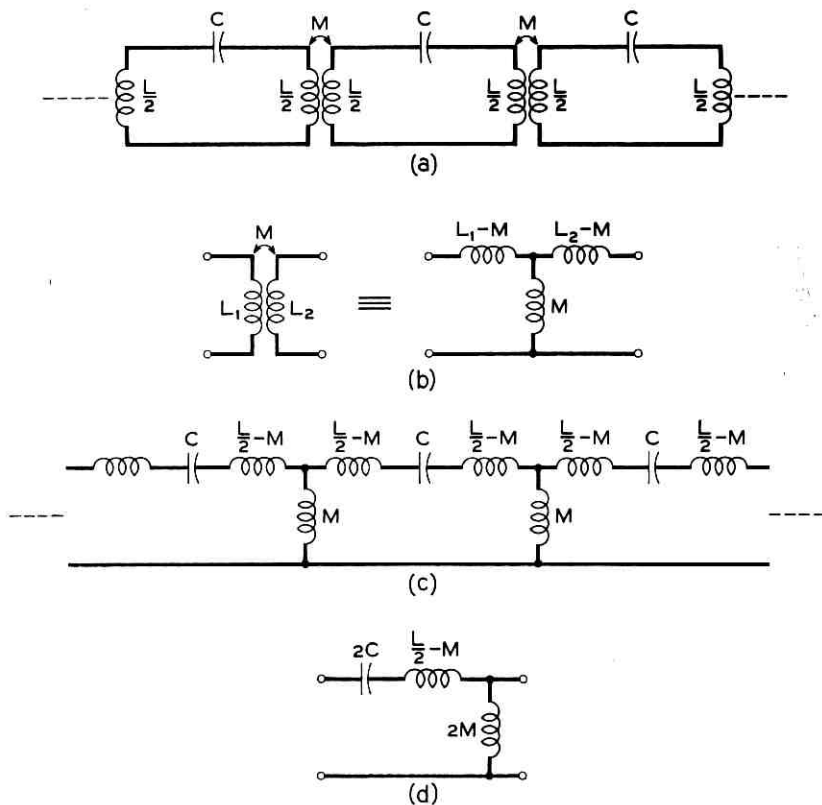 C M C M C
L/2 L/2 L/2 L/2 L/2 L/2
(a)
M
L₁ L₂
L₁-M L₂-M
M
(b)
C L/2-M L/2-M C L/2-M L/2-M C L/2-M
M M
(c)
2C L/2-M
2M
(d)